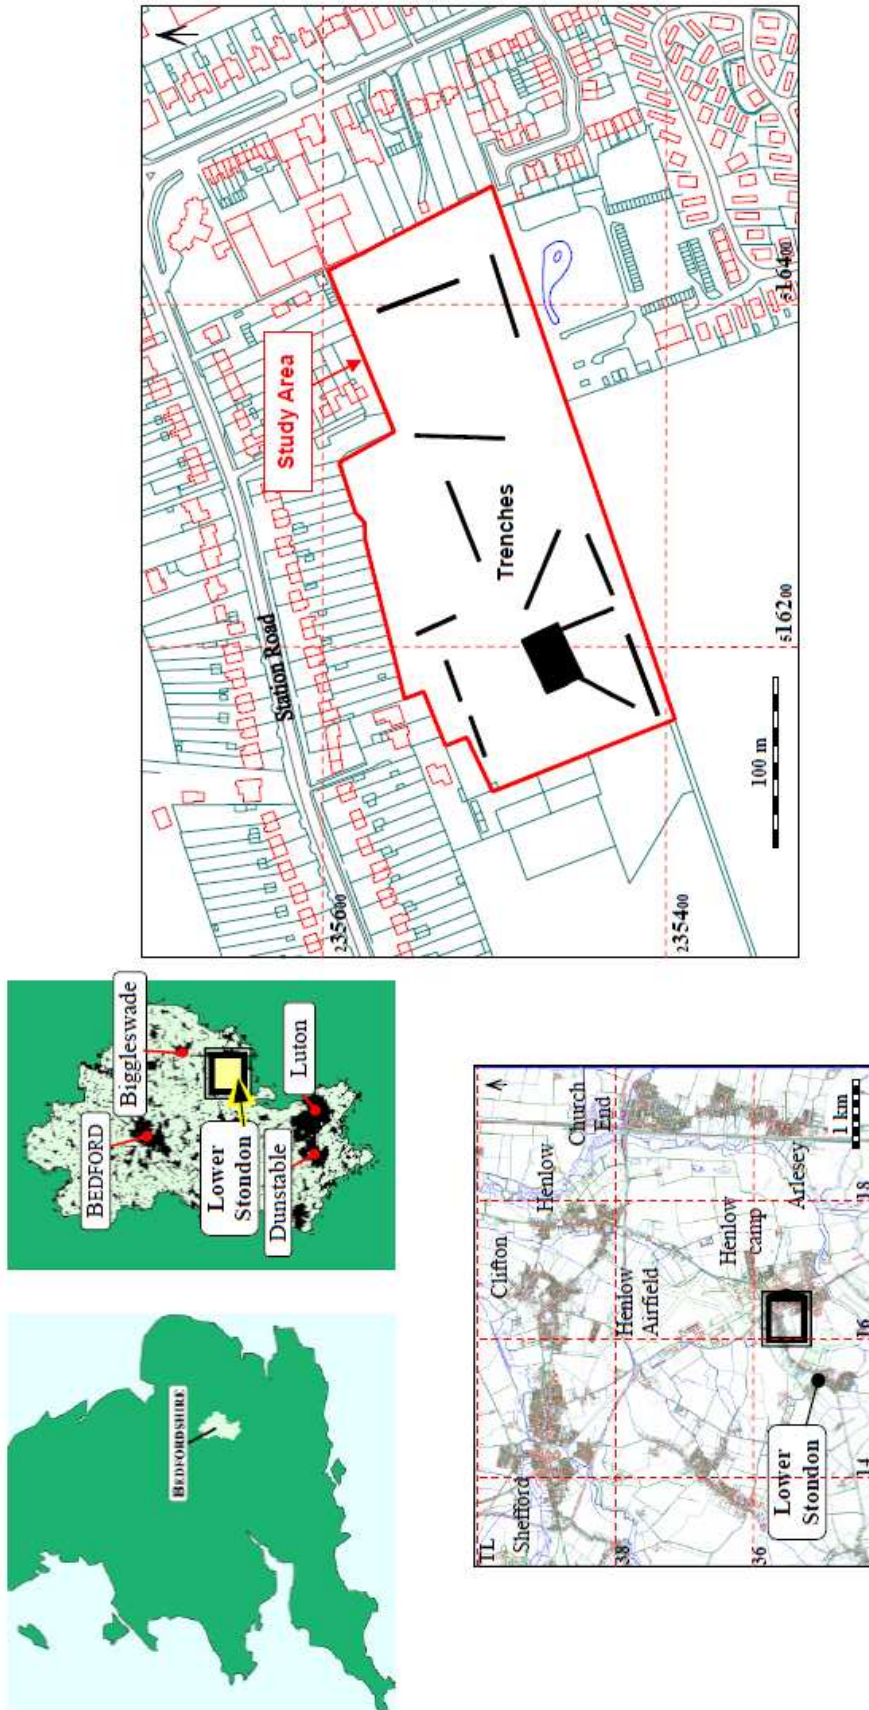 BEDFORDSHIRE
BEDFORD
Biggleswade
Lower
Stondon
Dunstable
Luton
TL
Shefford
Clifton
Henlow
Church
End
38
Henlow
Airfield
Henlow
camp
36
Lower
Stondon
Arlesey
14
16
18
1 km
Station Road
Study Area
Trenches
235600
235400
516200
516400
100 m